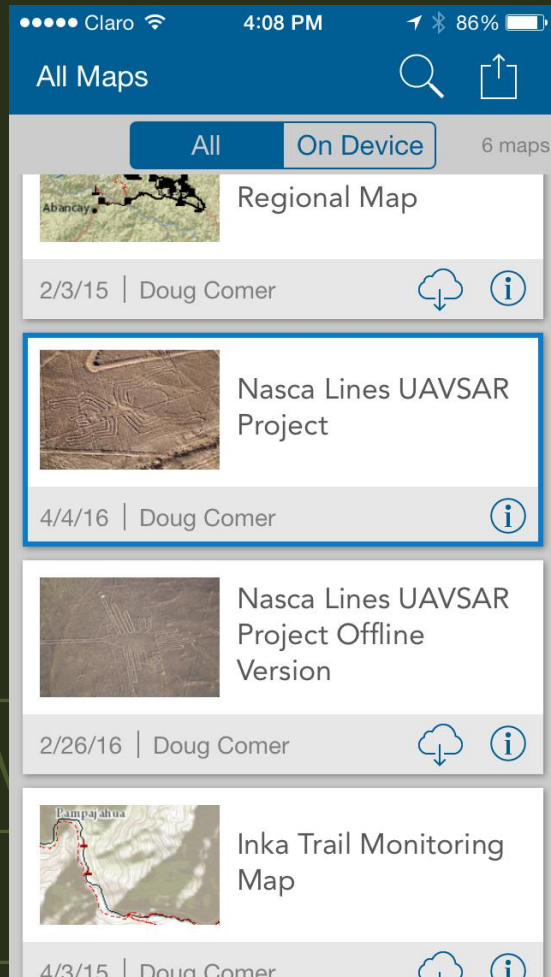 Claro 4:08 PM 86%
All Maps
All On Device 6 maps
Abancay
Regional Map
2/3/15 | Doug Comer
Nasca Lines UAVSAR
Project
4/4/16 | Doug Comer
Nasca Lines UAVSAR
Project Offline
Version
2/26/16 | Doug Comer
Pampajahua
Inka Trail Monitoring
Map
4/3/15 | Doug Comer